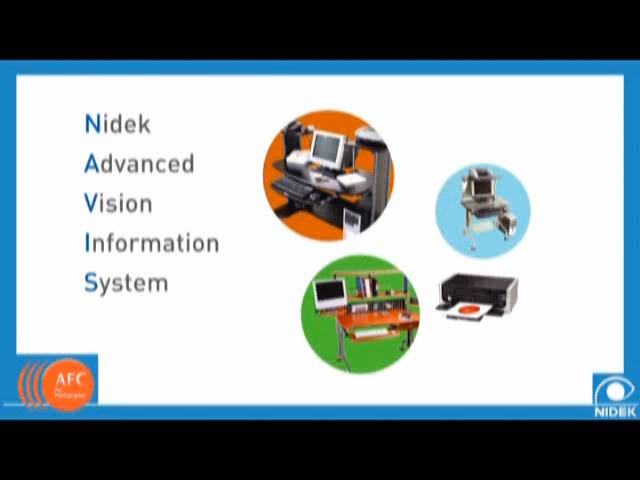 Nidek
Advanced
Vision
Information
System
AFC
NIDEK